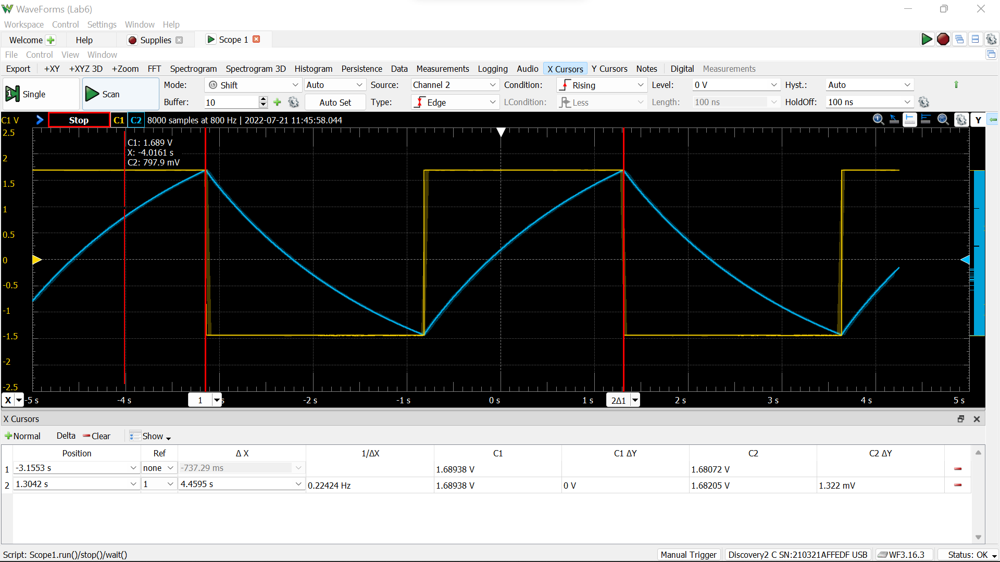 WaveForms (Lab6)
Workspace Control Settings Window Help
Welcome Help Supplies Scope 1
File Control View Window
Export +XY +XYZ 3D +Zoom FFT Spectrogram Spectrogram 3D Histogram Persistence Data Measurements Logging Audio X Cursors Y Cursors Notes Digital Measurements
1 Single Scan Mode: Shift Auto Source: Channel 2 Condition: Rising Level: 0 V Hyst.: Auto
Buffer: 10 Auto Set Type: Edge LCondition: Less Length: 100 ns HoldOff: 100 ns
C1 V Stop C1 C2 8000 samples at 800 Hz | 2022-07-21 11:45:58.044 1 Y
2.5
C1: 1.689 V
X: -4.0161 s
2
C2: 797.9 mV
1.5
1
0.5
0
-0.5
-1
-1.5
-2
-2.5
X -5 s -4 s 1 s -2 s -1 s 0 s 1 s 2Δ1 2 s 3 s 4 s 5 s
X Cursors
Normal Delta Clear Show
Position Ref Δ X 1/ΔX C1 C1 ΔY C2 C2 ΔY
1 -3.1553 s none -737.29 ms 1.68938 V 1.68072 V
2 1.3042 s 1 4.4595 s 0.22424 Hz 1.68938 V 0 V 1.68205 V 1.322 mV
Script: Scope1.run()/stop()/wait() Manual Trigger Discovery2 C SN:210321AFFEDF USB WF3.16.3 Status: OK